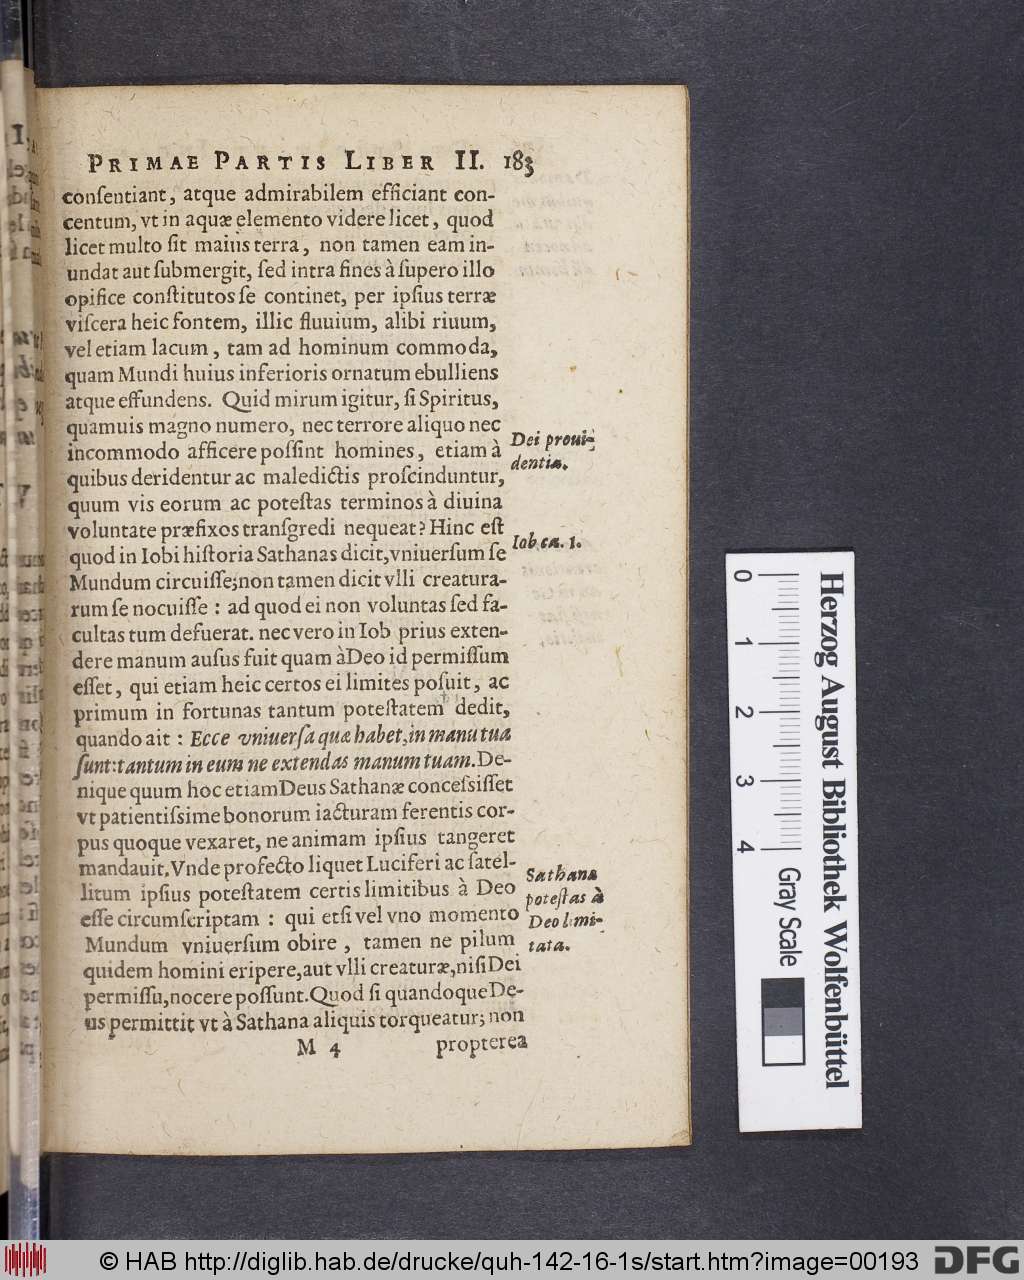 PRIMAE PARTIS LIBER II. 183
conſentiant, atque admirabilem efficiant con-
centum, vt in aquæ elemento videre licet, quod
licet multo ſit maius terra, non tamen eam in-
undat aut ſubmergit, ſed intra fines à ſupero illo
opifice conſtitutos ſe continet, per ipſius terræ
viſcera heic fontem, illic fluuium, alibi riuum,
vel etiam lacum, tam ad hominum commoda,
quam Mundi huius inferioris ornatum ebulliens
atque effundens. Quid mirum igitur, ſi Spiritus,
quamuis magno numero, nec terrore aliquo nec
incommodo afficere poſſint homines, etiam à
quibus deridentur ac maledictis proſcinduntur,
quum vis eorum ac poteſtas terminos à diuina
voluntate præfixos tranſgredi nequeat? Hinc eſt
quod in Iobi hiſtoria Sathanas dicit, vniuerſum ſe
Mundum circuiſſe; non tamen dicit vlli creatura-
rum ſe nocuiſſe : ad quod ei non voluntas ſed fa-
cultas tum defuerat. nec vero in Iob prius exten-
dere manum auſus fuit quam à Deo id permiſſum
eſſet, qui etiam heic certos ei limites poſuit, ac
primum in fortunas tantum poteſtatem dedit,
quando ait : Ecce vniuerſa quæ habet, in manu tua
ſunt: tantum in eum ne extendas manum tuam. De-
nique quum hoc etiam Deus Sathanæ conceſsiſſet
vt patientiſsime bonorum iacturam ferentis cor-
pus quoque vexaret, ne animam ipſius tangeret
mandauit. Vnde profecto liquet Luciferi ac ſatel-
litum ipſius poteſtatem certis limitibus à Deo
eſſe circumſcriptam : qui etſi vel vno momento
Mundum vniuerſum obire, tamen ne pilum
quidem homini eripere, aut vlli creaturæ, niſi Dei
permiſſu, nocere poſſunt. Quod ſi quandoque De-
us permittit vt à Sathana aliquis torqueatur; non
M 4 propterea
Dei proui-
dentia.
Iob ca. 1.
Sathanæ
poteſtas à
Deo limi-
tata.
0 1 2 3 4
Gray Scale
Herzog August Bibliothek Wolfenbüttel
© HAB http://diglib.hab.de/drucke/quh-142-16-1s/start.htm?image=00193
DFG